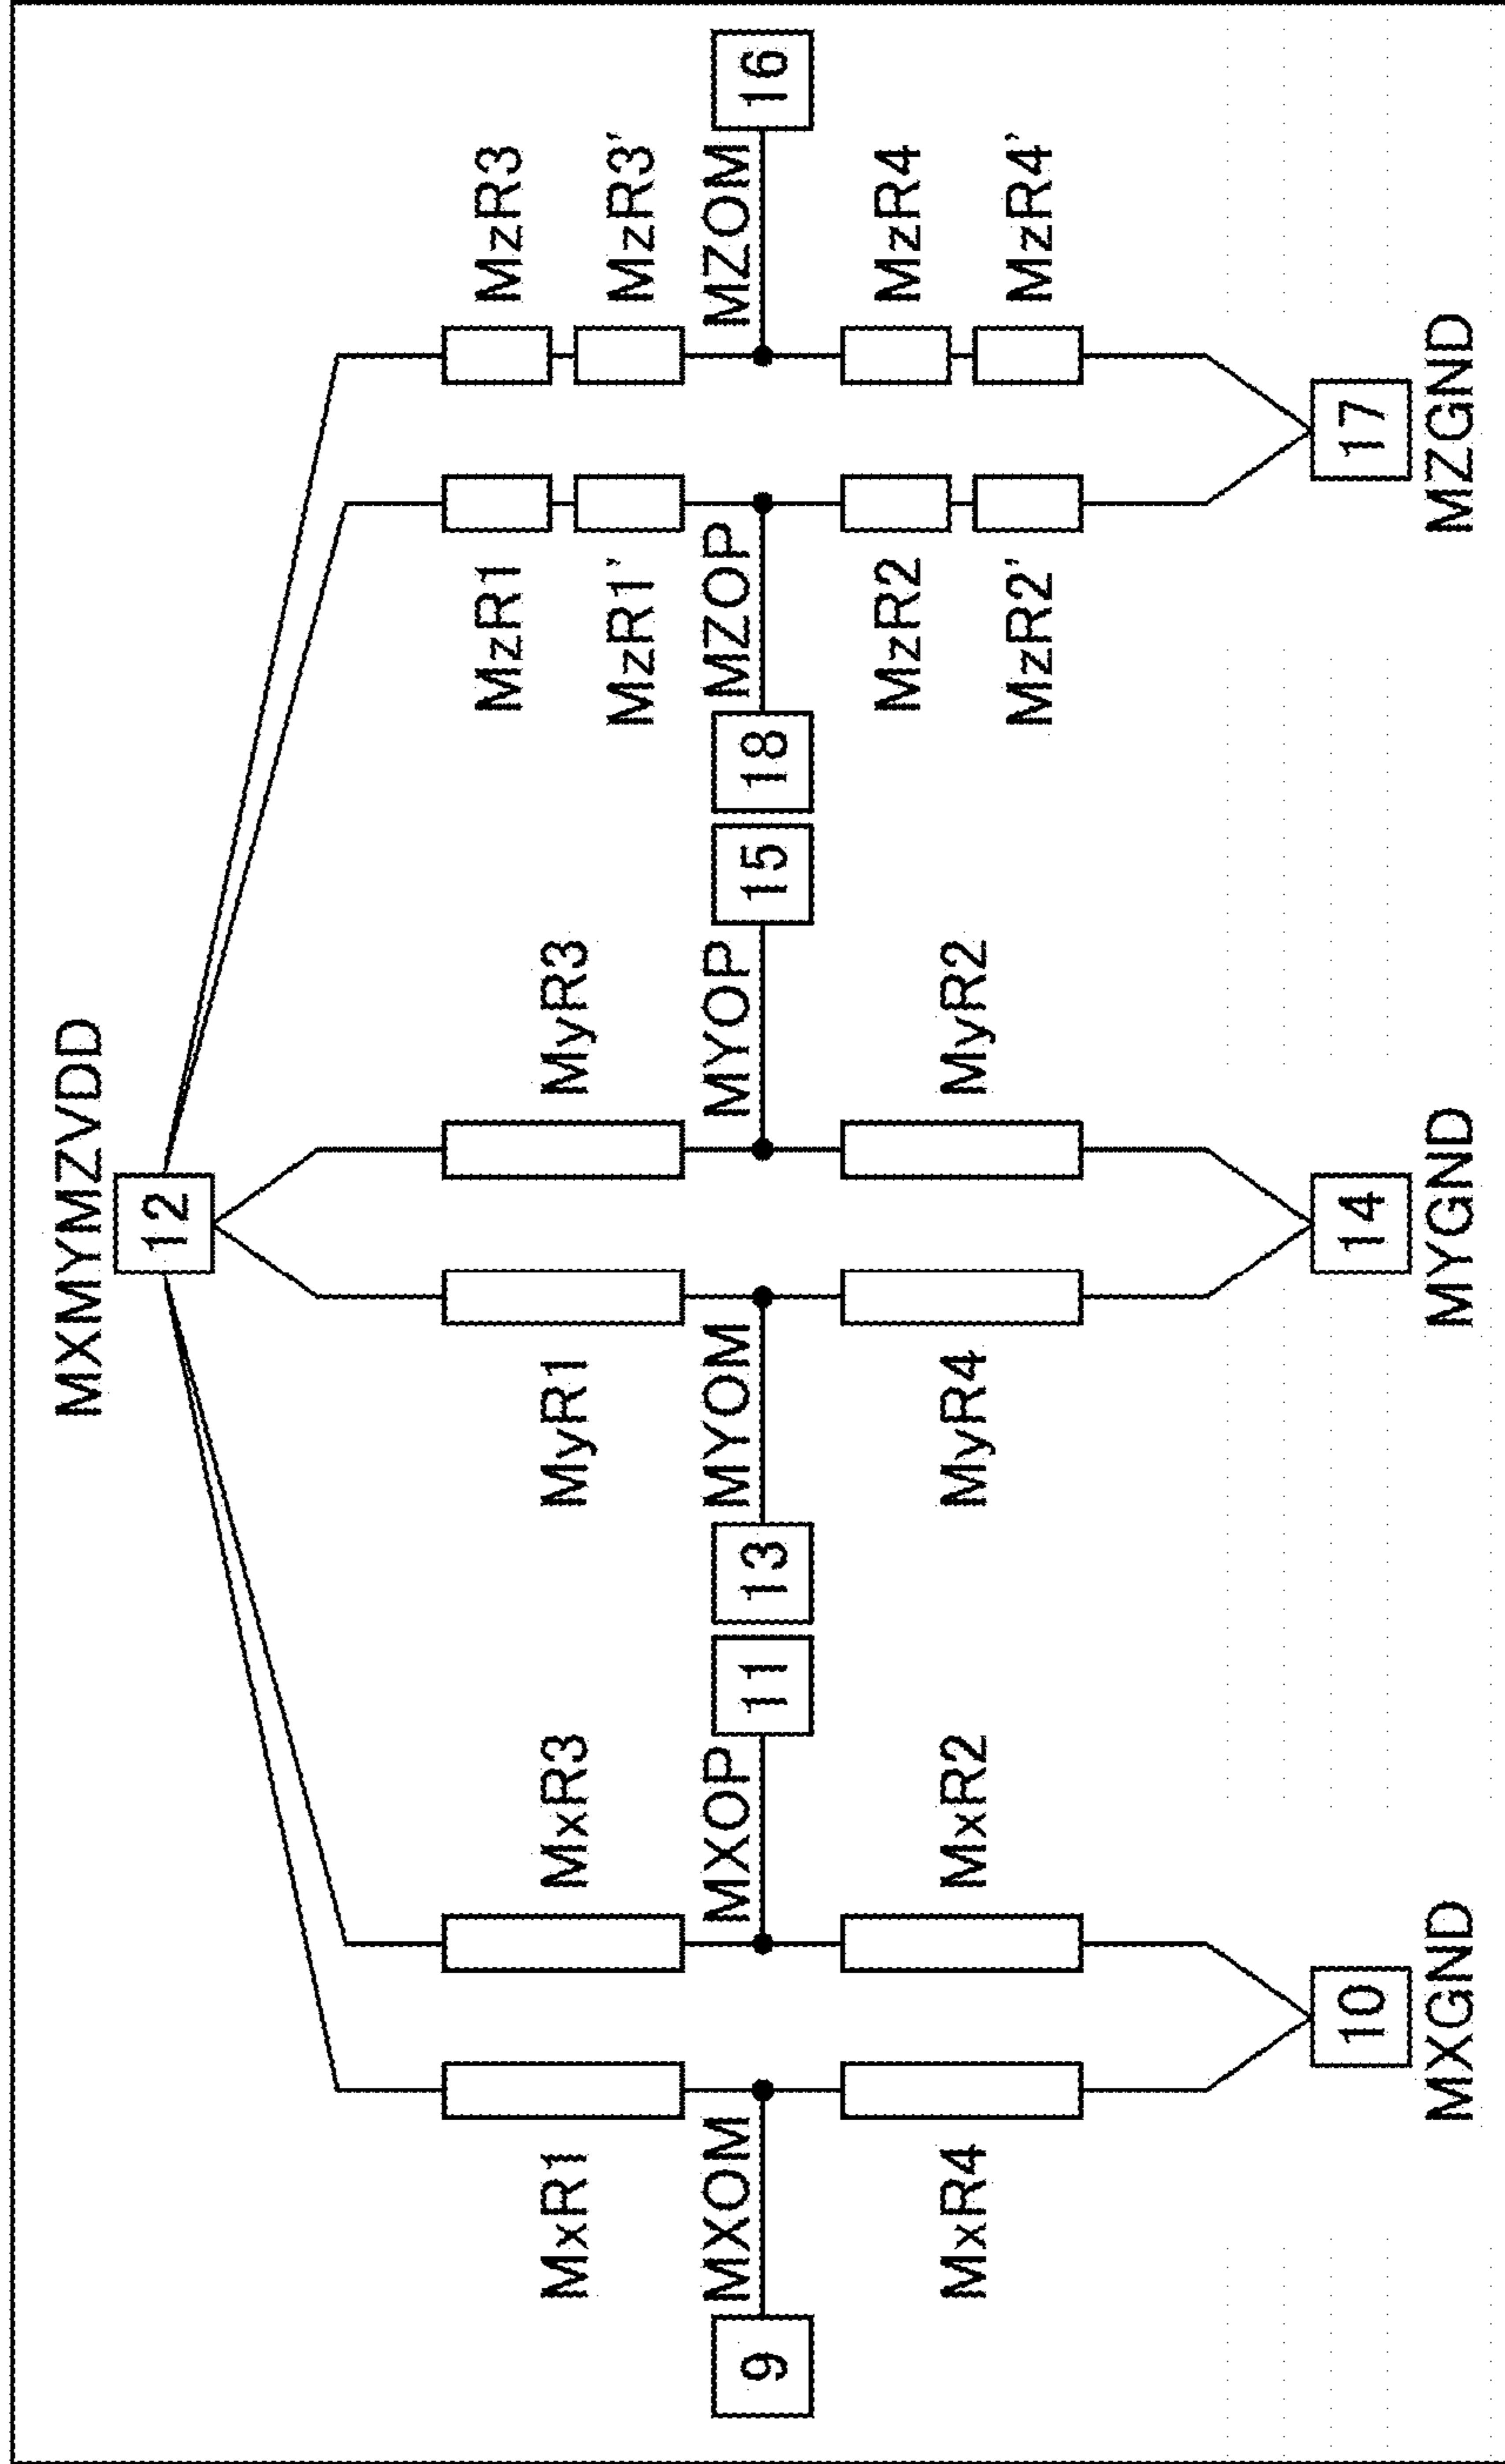 MXMYMZVDD
12
MxR1
MxR3
MyR1
MyR3
MzR1
MzR3
MzR1'
MzR3'
MXOM
MXOP
MYOM
MYOP
MZOP
MZOM
9
11
13
15
18
16
MxR4
MxR2
MyR4
MyR2
MzR2
MzR4
MzR2'
MzR4'
10
14
17
MXGND
MYGND
MZGND